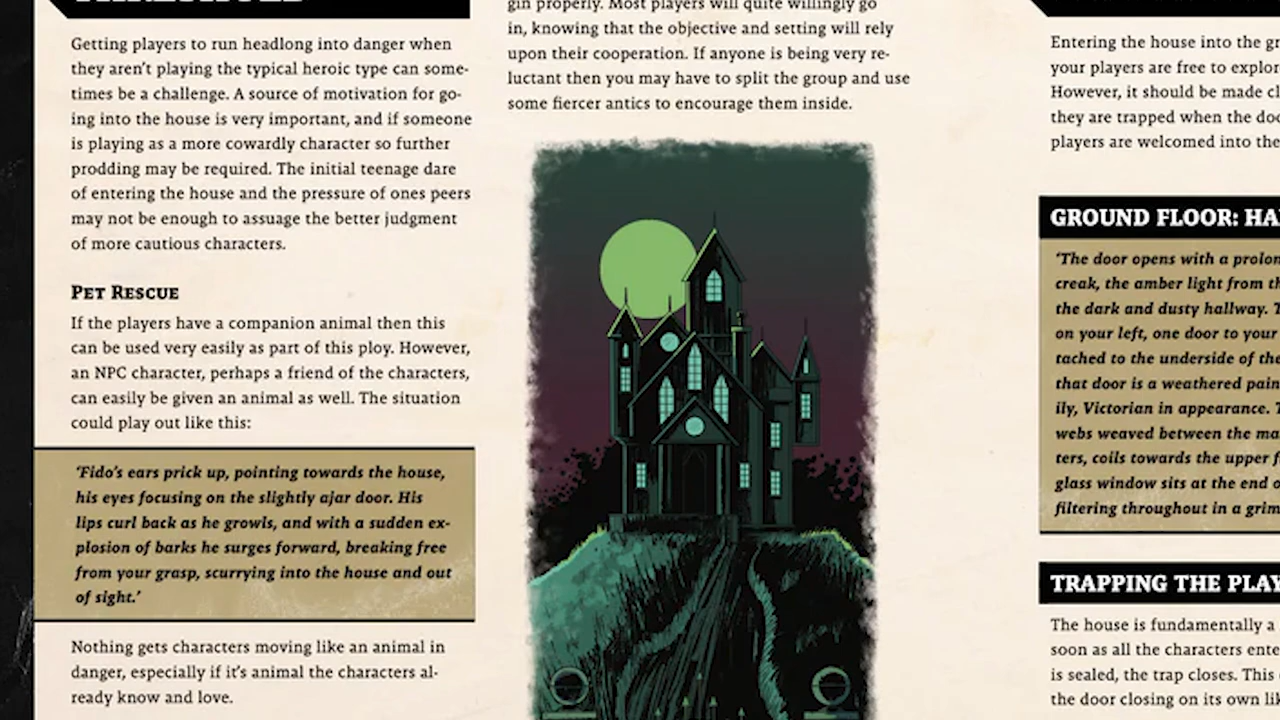 THRESHOLD
Getting players to run headlong into danger when
they aren't playing the typical heroic type can some-
times be a challenge. A source of motivation for go-
ing into the house is very important, and if someone
is playing as a more cowardly character so further
prodding may be required. The initial teenage dare
of entering the house and the pressure of ones peers
may not be enough to assuage the better judgment
of more cautious characters.
Pet Rescue
If the players have a companion animal then this
can be used very easily as part of this ploy. However,
an NPC character, perhaps a friend of the characters,
can easily be given an animal as well. The situation
could play out like this:
‘Fido's ears prick up, pointing towards the house,
his eyes focusing on the slightly ajar door. His
lips curl back as he growls, and with a sudden ex-
plosion of barks he surges forward, breaking free
from your grasp, scurrying into the house and out
of sight.’
Nothing gets characters moving like an animal in
danger, especially if it's animal the characters al-
ready know and love.
gin properly. Most players will quite willingly go
in, knowing that the objective and setting will rely
upon their cooperation. If anyone is being very re-
luctant then you may have to split the group and use
some fiercer antics to encourage them inside.
Entering the house into the gr
your players are free to explor
However, it should be made cl
they are trapped when the doo
players are welcomed into the
GROUND FLOOR: HA
‘The door opens with a prolon
creak, the amber light from th
the dark and dusty hallway. T
on your left, one door to your
tached to the underside of the
that door is a weathered pain
ily, Victorian in appearance. T
webs weaved between the ma
ters, coils towards the upper f
glass window sits at the end o
filtering throughout in a grim
TRAPPING THE PLAY
The house is fundamentally a
soon as all the characters ente
is sealed, the trap closes. This
the door closing on its own lik